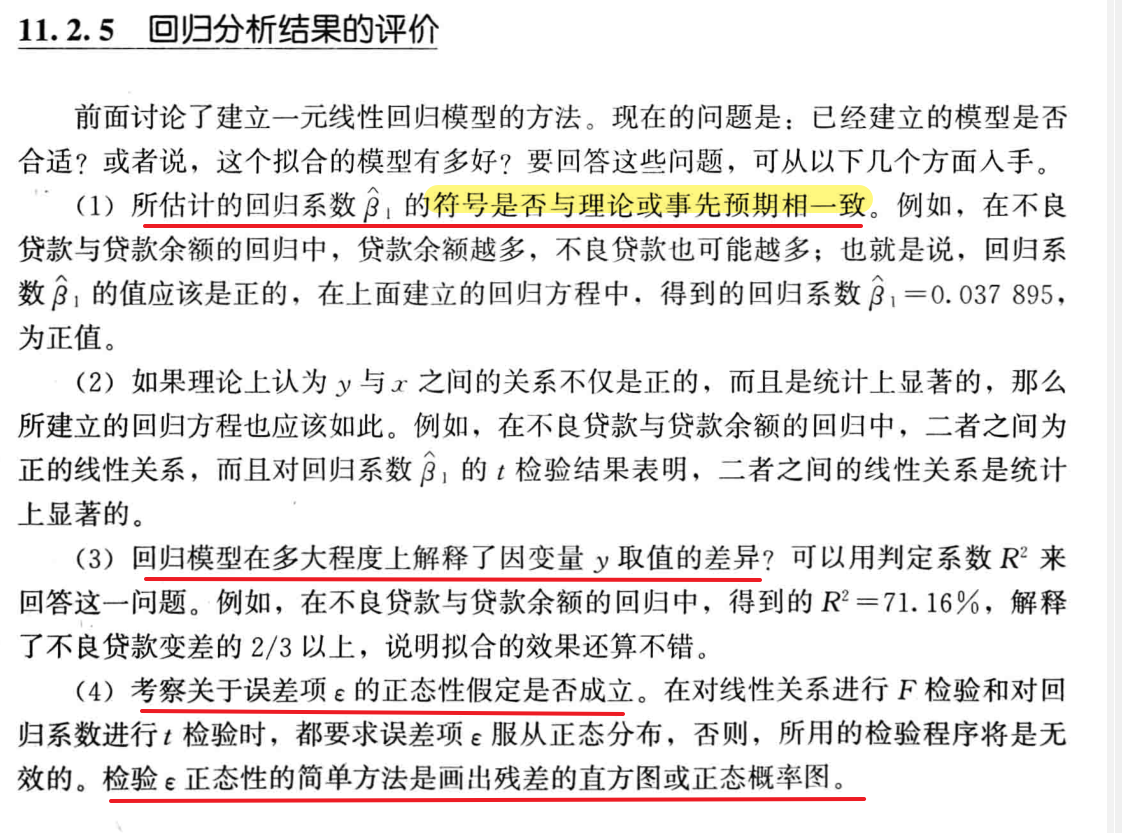 11.2.5 回归分析结果的评价
前面讨论了建立一元线性回归模型的方法。现在的问题是：已经建立的模型是否
合适？或者说，这个拟合的模型有多好？要回答这些问题，可从以下几个方面入手。
（1）所估计的回归系数 β̂₁ 的符号是否与理论或事先预期相一致。例如，在不良
贷款与贷款余额的回归中，贷款余额越多，不良贷款也可能越多；也就是说，回归系
数 β̂₁ 的值应该是正的，在上面建立的回归方程中，得到的回归系数 β̂₁＝0.037 895，
为正值。
（2）如果理论上认为 y 与 x 之间的关系不仅是正的，而且是统计上显著的，那么
所建立的回归方程也应该如此。例如，在不良贷款与贷款余额的回归中，二者之间为
正的线性关系，而且对回归系数 β̂₁ 的 t 检验结果表明，二者之间的线性关系是统计
上显著的。
（3）回归模型在多大程度上解释了因变量 y 取值的差异？可以用判定系数 R² 来
回答这一问题。例如，在不良贷款与贷款余额的回归中，得到的 R²＝71.16%，解释
了不良贷款变差的 2/3 以上，说明拟合的效果还算不错。
（4）考察关于误差项 ε 的正态性假定是否成立。在对线性关系进行 F 检验和对回
归系数进行 t 检验时，都要求误差项 ε 服从正态分布，否则，所用的检验程序将是无
效的。检验 ε 正态性的简单方法是画出残差的直方图或正态概率图。